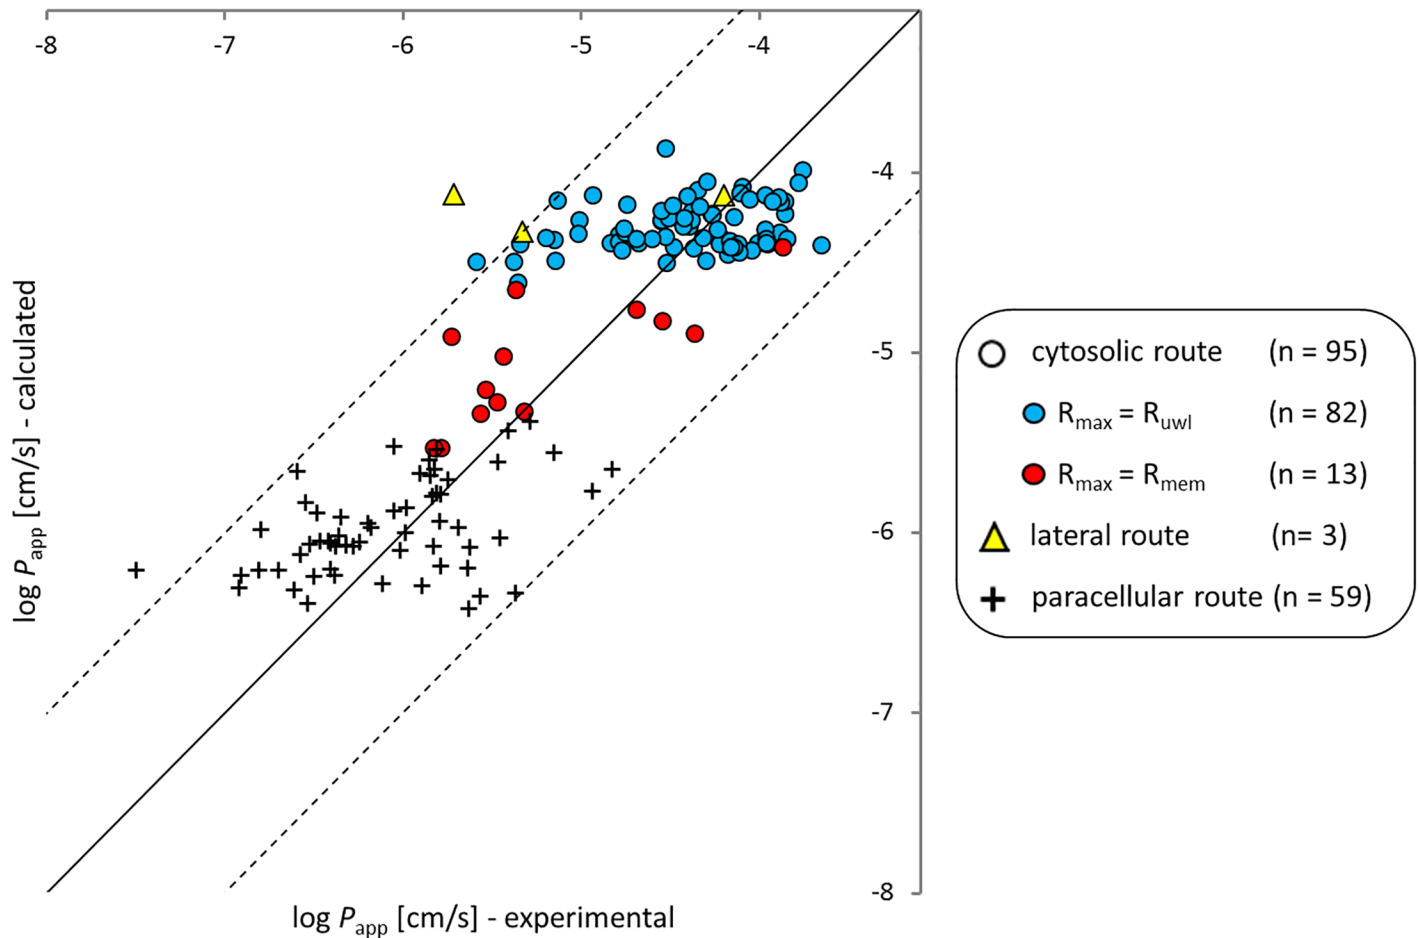 -8 -7 -6 -5 -4
-4
-5
-6
-7
-8
log Papp [cm/s] - calculated
log Papp [cm/s] - experimental
cytosolic route (n = 95)
Rmax = Ruwl (n = 82)
Rmax = Rmem (n = 13)
lateral route (n= 3)
paracellular route (n = 59)